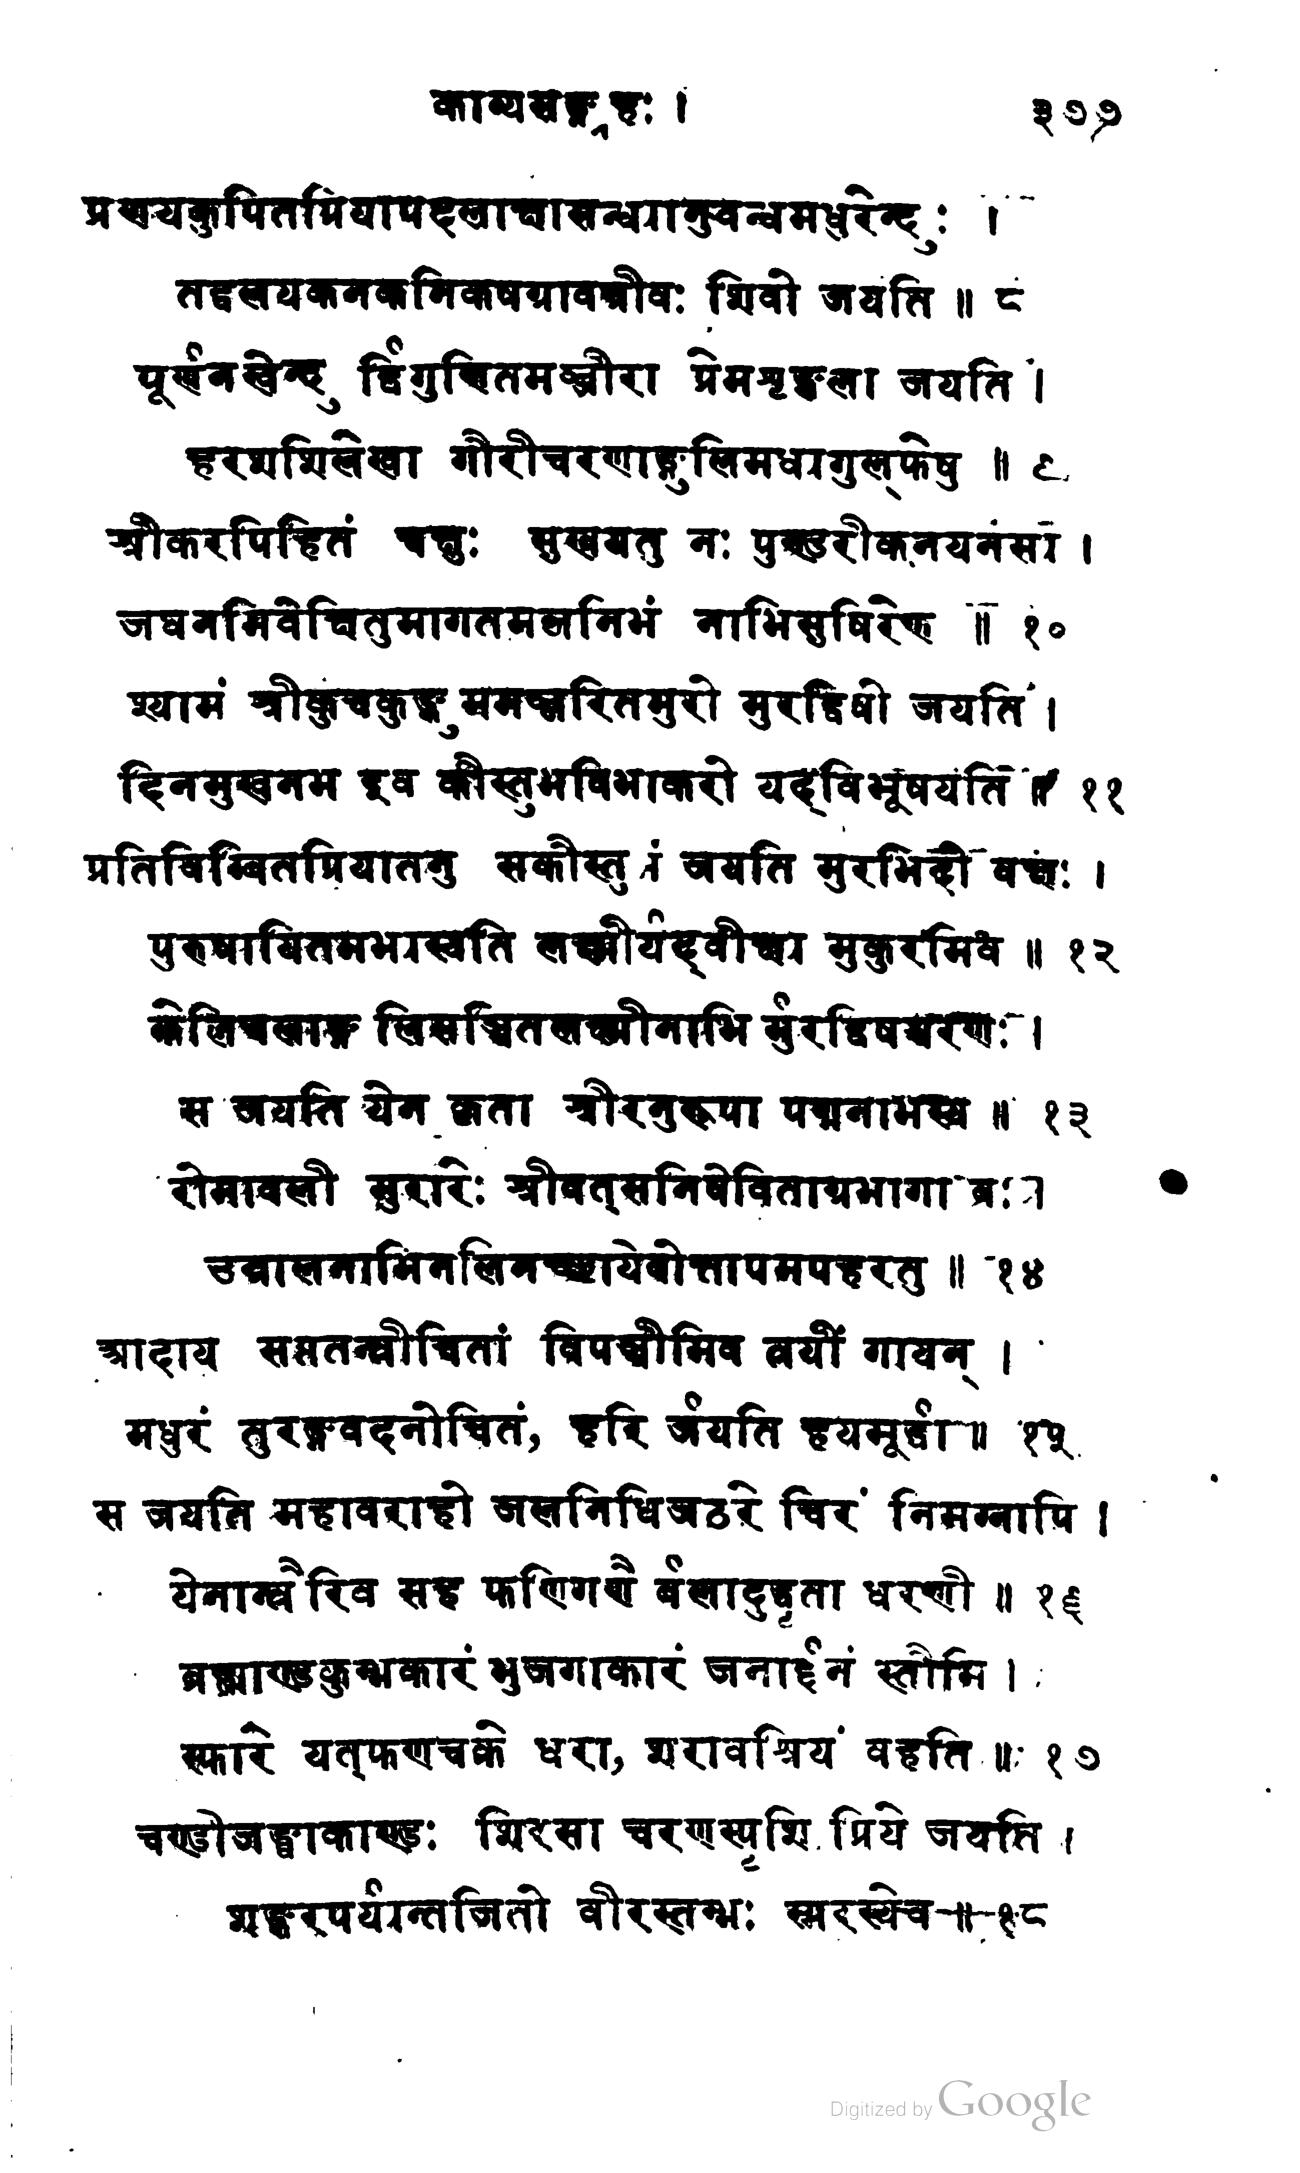 काव्यसङ्ग्रहः । ३७७
प्रणयकुपितप्रियापदलाक्षासन्ध्यानुबन्धमधुरेन्दुः ।
तद्वलयकनकनिकषग्रावग्रीवः शिवो जयति ॥ ८
पूर्णनखेन्दु र्द्विगुणितमञ्जीरा प्रेमशृङ्खला जयति ।
हरशशिलेखा गौरीचरणाङ्गुलिमध्यगुल्फेषु ॥ ९
श्रीकरपिहितं चक्षुः सुखयतु नः पुण्डरीकनयनस्य ।
जघनमिवेक्षितुमागतमब्जनिभं नाभिसुषिरेण ॥ १०
श्यामं श्रीकुचकुङ्कुमपिञ्जरितमुरो मुरद्विषो जयति ।
दिनमुखनभ इव कौस्तुभविभाकरो यद्विभूषयति ॥ ११
प्रतिबिम्बितप्रियातनु सकौस्तुभं जयति मुरभिदो वक्षः ।
पुरुषायितमभ्यस्यति लक्ष्मीर्यद्वीक्ष्य मुकुरमिव ॥ १२
केलिचलाङ्गुलिलम्भितलक्ष्मीनाभि र्मुरद्विषश्चरणः ।
स जयति येन कृता श्रीरनुरूपा पद्मनाभस्य ॥ १३
रोमावली मुरारेः श्रीवत्सनिषेविताग्रभागा वः ।
उन्नालनाभिनलिनच्छायेवोत्तापमपहरतु ॥ १४
आदाय सप्ततन्त्रीचितां विपञ्चीमिव त्रयीं गायन् ।
मधुरं तुरङ्गवदनोचितं, हरि र्जयति हयमूर्द्धा ॥ १५
स जयति महावराहो जलनिधिजठरे चिरं निमग्नापि ।
येनान्त्रैरिव सह फणिगणै र्बलादुद्धृता धरणी ॥ १६
ब्रह्माण्डकुम्भकारं भुजगाकारं जनार्द्दनं स्तौमि ।
स्फारे यत्फणचक्रे धरा, शरावश्रियं वहति ॥ १७
चण्डीजङ्घाकाण्डः शिरसा चरणस्पृशि प्रिये जयति ।
शङ्करपर्य्यन्तजितो वीरस्तम्भः स्मरस्येव ॥ १८
Digitized by Google